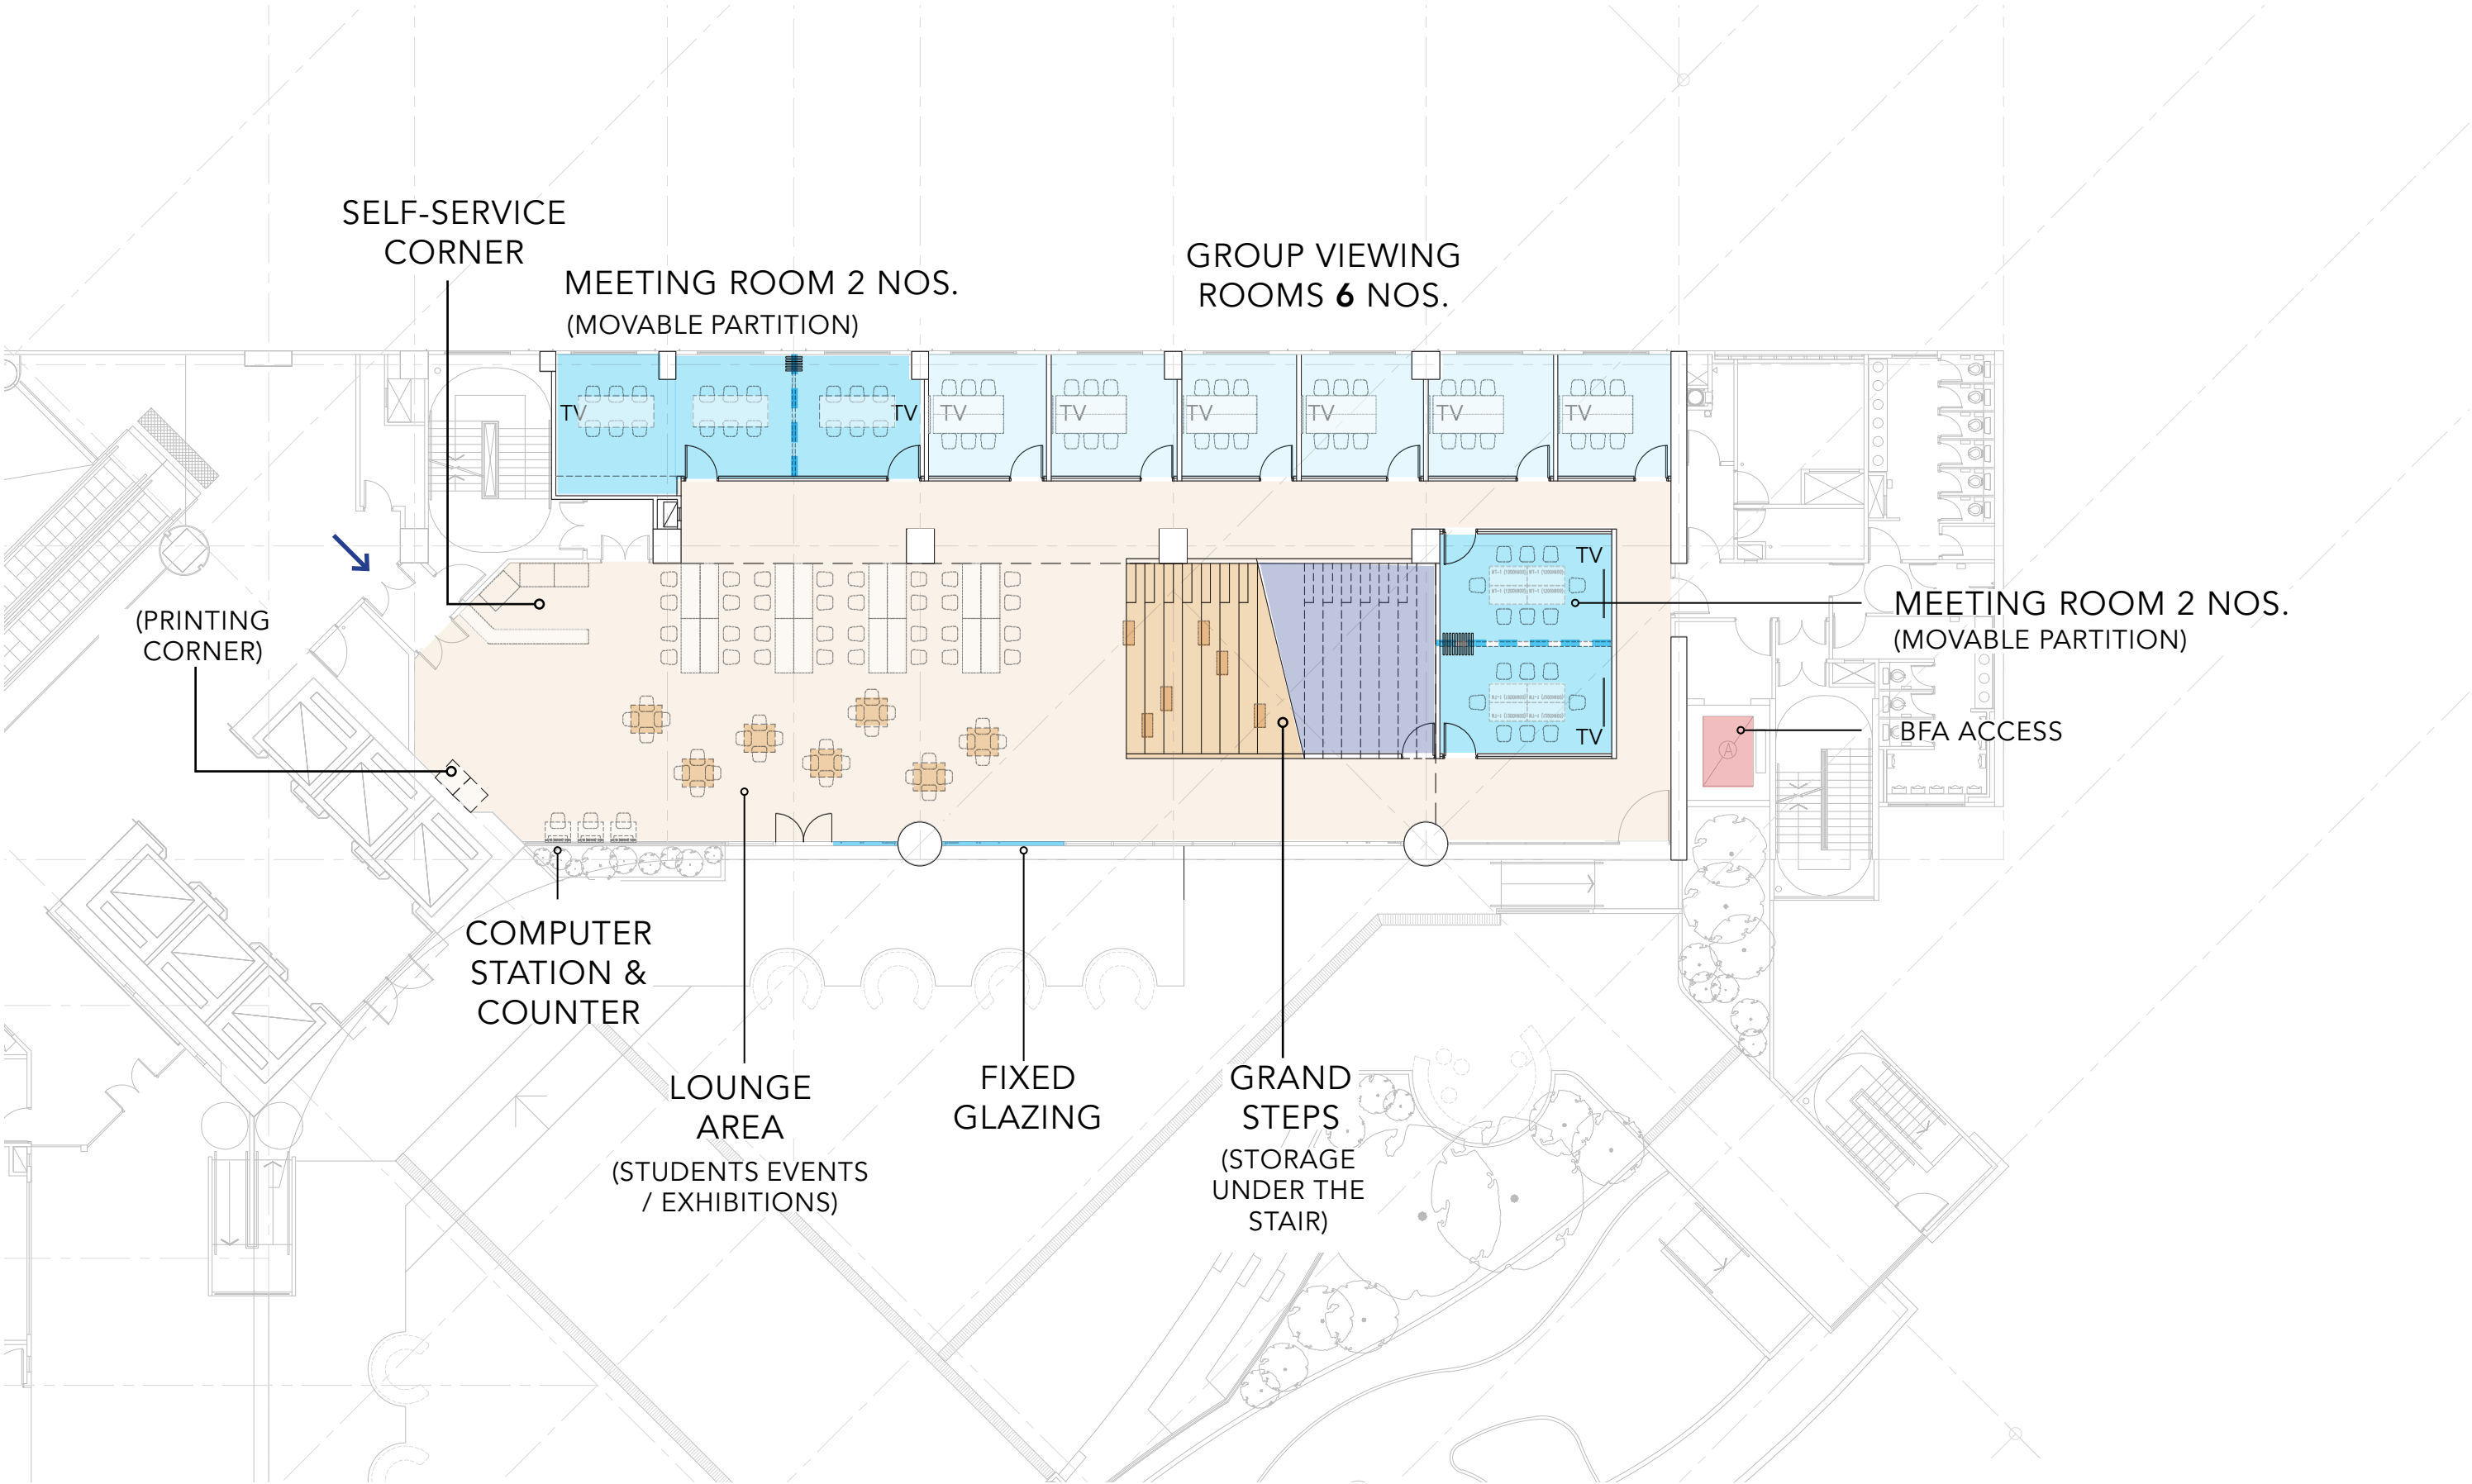 SELF-SERVICE
CORNER
MEETING ROOM 2 NOS.
(MOVABLE PARTITION)
GROUP VIEWING
ROOMS 6 NOS.
TV
TV
TV
TV
TV
TV
TV
TV
TV
TV
MEETING ROOM 2 NOS.
(MOVABLE PARTITION)
(PRINTING
CORNER)
TV
BFA ACCESS
A
COMPUTER
STATION &
COUNTER
LOUNGE
AREA
(STUDENTS EVENTS
/ EXHIBITIONS)
FIXED
GLAZING
GRAND
STEPS
(STORAGE
UNDER THE
STAIR)